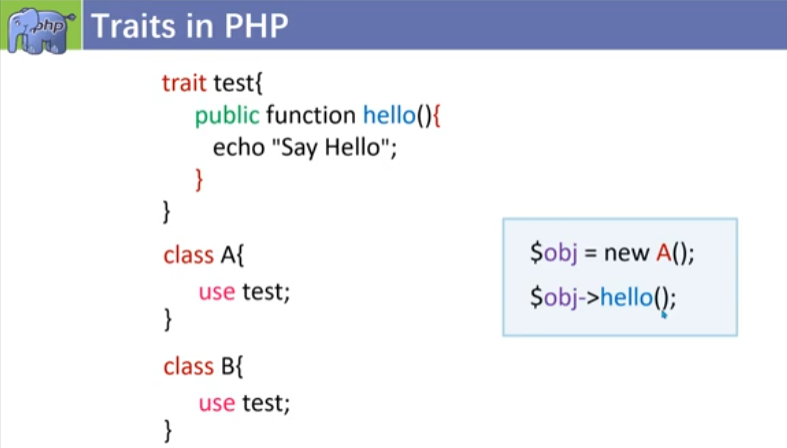 php
Traits in PHP
trait test{
public function hello(){
echo "Say Hello";
}
}
class A{
use test;
}
class B{
use test;
}
$obj = new A();
$obj->hello();